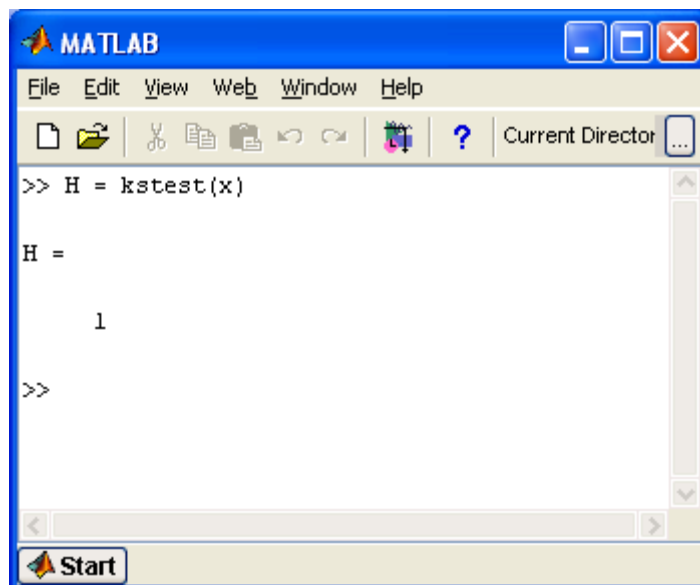 MATLAB
File Edit View Web Window Help
? Current Director ...
>> H = kstest(x)
H =
1
>>
Start